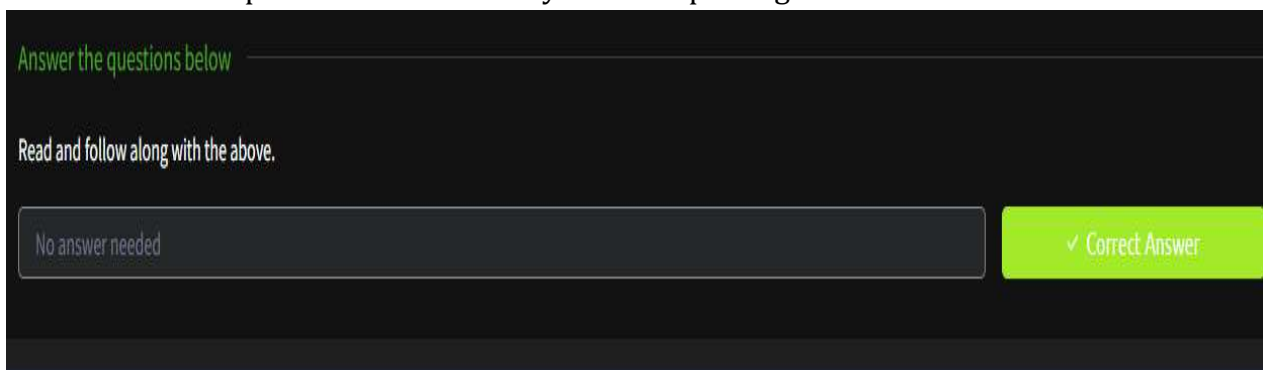 Answer the questions below
Read and follow along with the above.
No answer needed
✓ Correct Answer